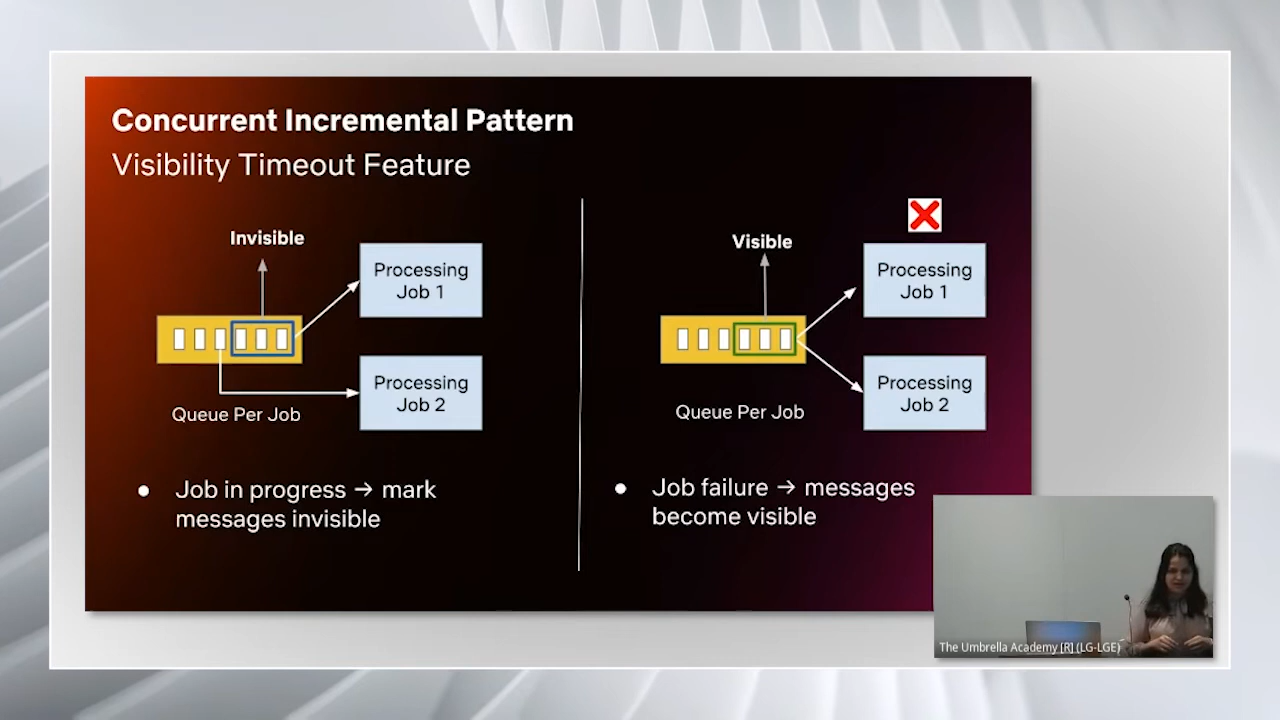 Concurrent Incremental Pattern
Visibility Timeout Feature
Invisible
Processing
Job 1
Processing
Job 2
Queue Per Job
● Job in progress → mark
messages invisible
Visible
Processing
Job 1
Processing
Job 2
Queue Per Job
● Job failure → messages
become visible
The Umbrella Academy [R] (LG-LGE)